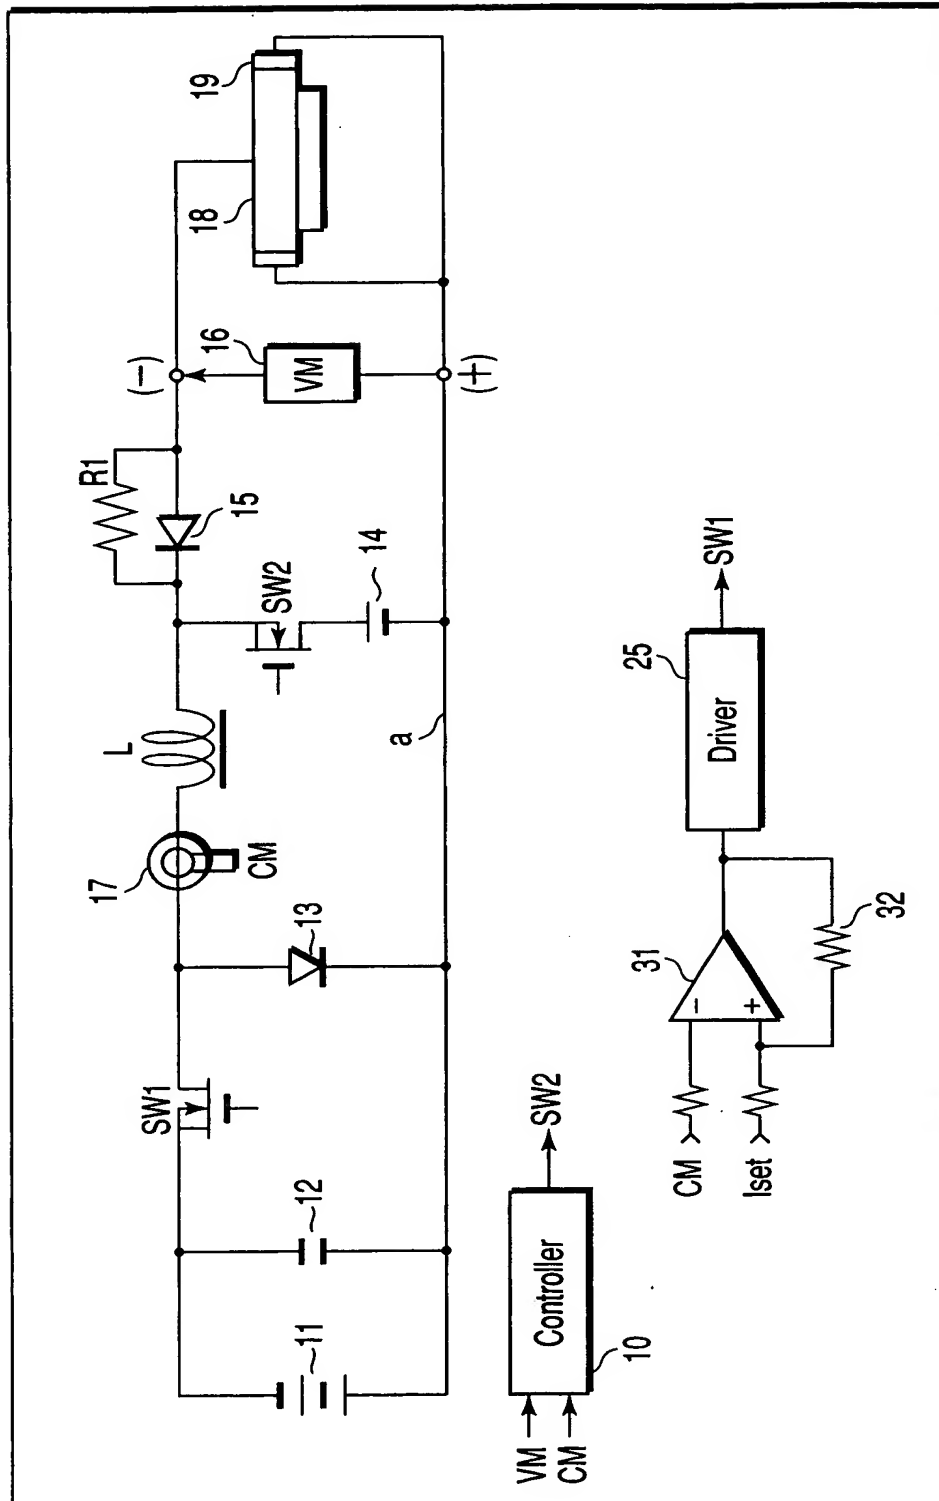 11
12
SW1
13
17
CM
L
a
SW2
14
R1
15
(-)
16
VM
(+)
18
19
VM
CM
Controller
10
SW2
CM
Iset
31
-
+
32
Driver
25
SW1